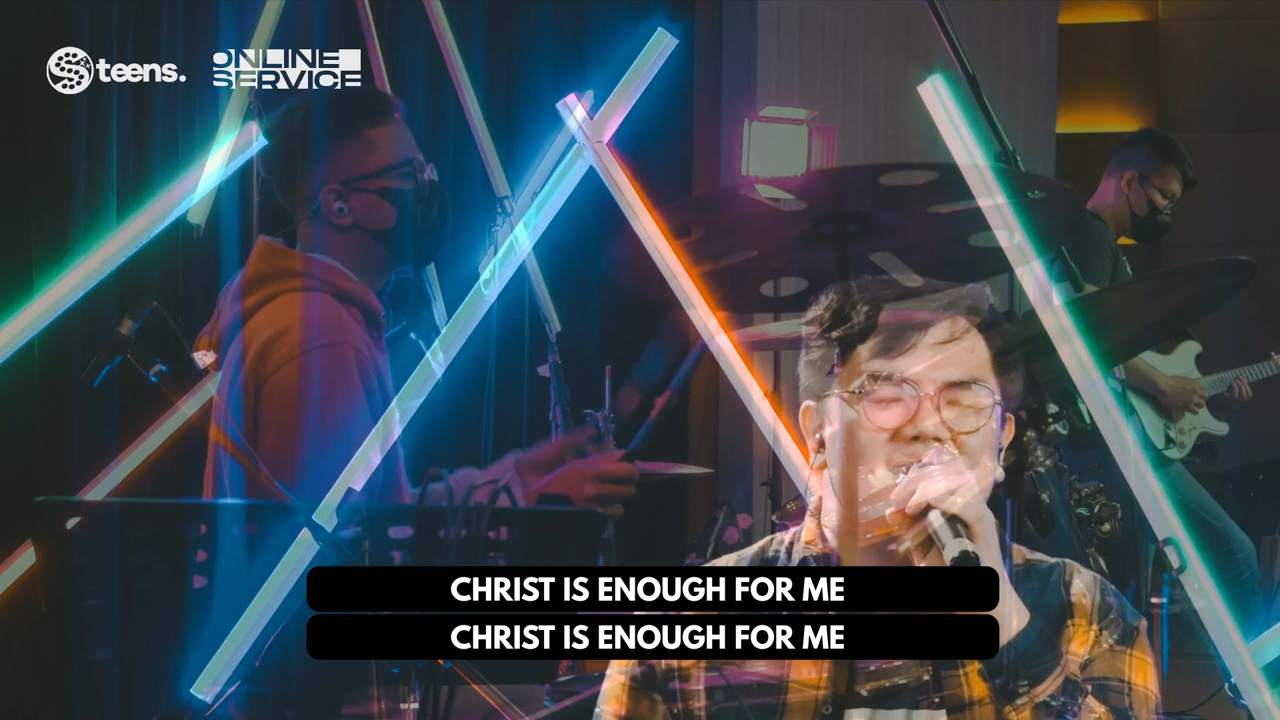 teens.
ONLINE
SERVICE
CHRIST IS ENOUGH FOR ME
CHRIST IS ENOUGH FOR ME